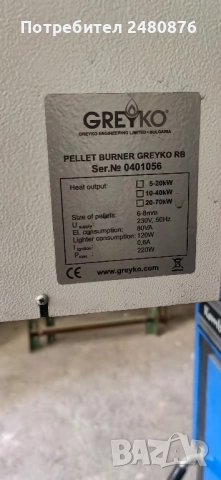 Потребител 2480876
GREYKO®
GREYKO ENGINEERING LIMITED - BULGARIA
PELLET BURNER GREYKO RB
Ser.№ 0401056
Heat output: 5-20kW
10-40kW
20-70kW
Size of pellets: 6-8mm
U supply: 230V, 50Hz
El. consumption: 80VA
Lighter consumption: 120W
I ignition: 0,6A
P max: 220W
CE www.greyko.com
bazar